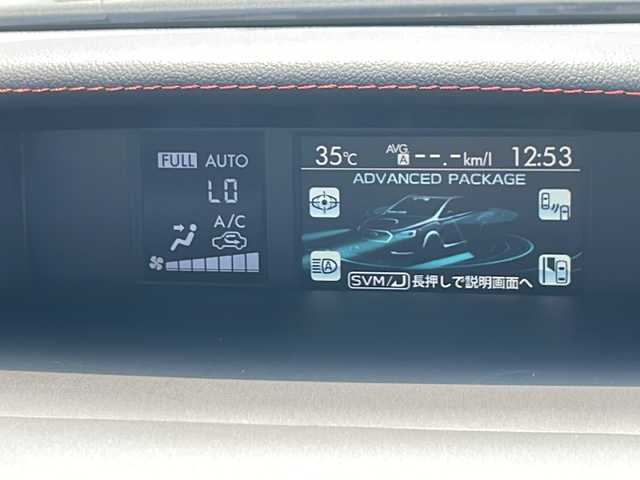 FULL AUTO
LO
A/C
35℃ AVG A --.-km/l 12:53
ADVANCED PACKAGE
A
SVM/⤶ 長押しで説明画面へ